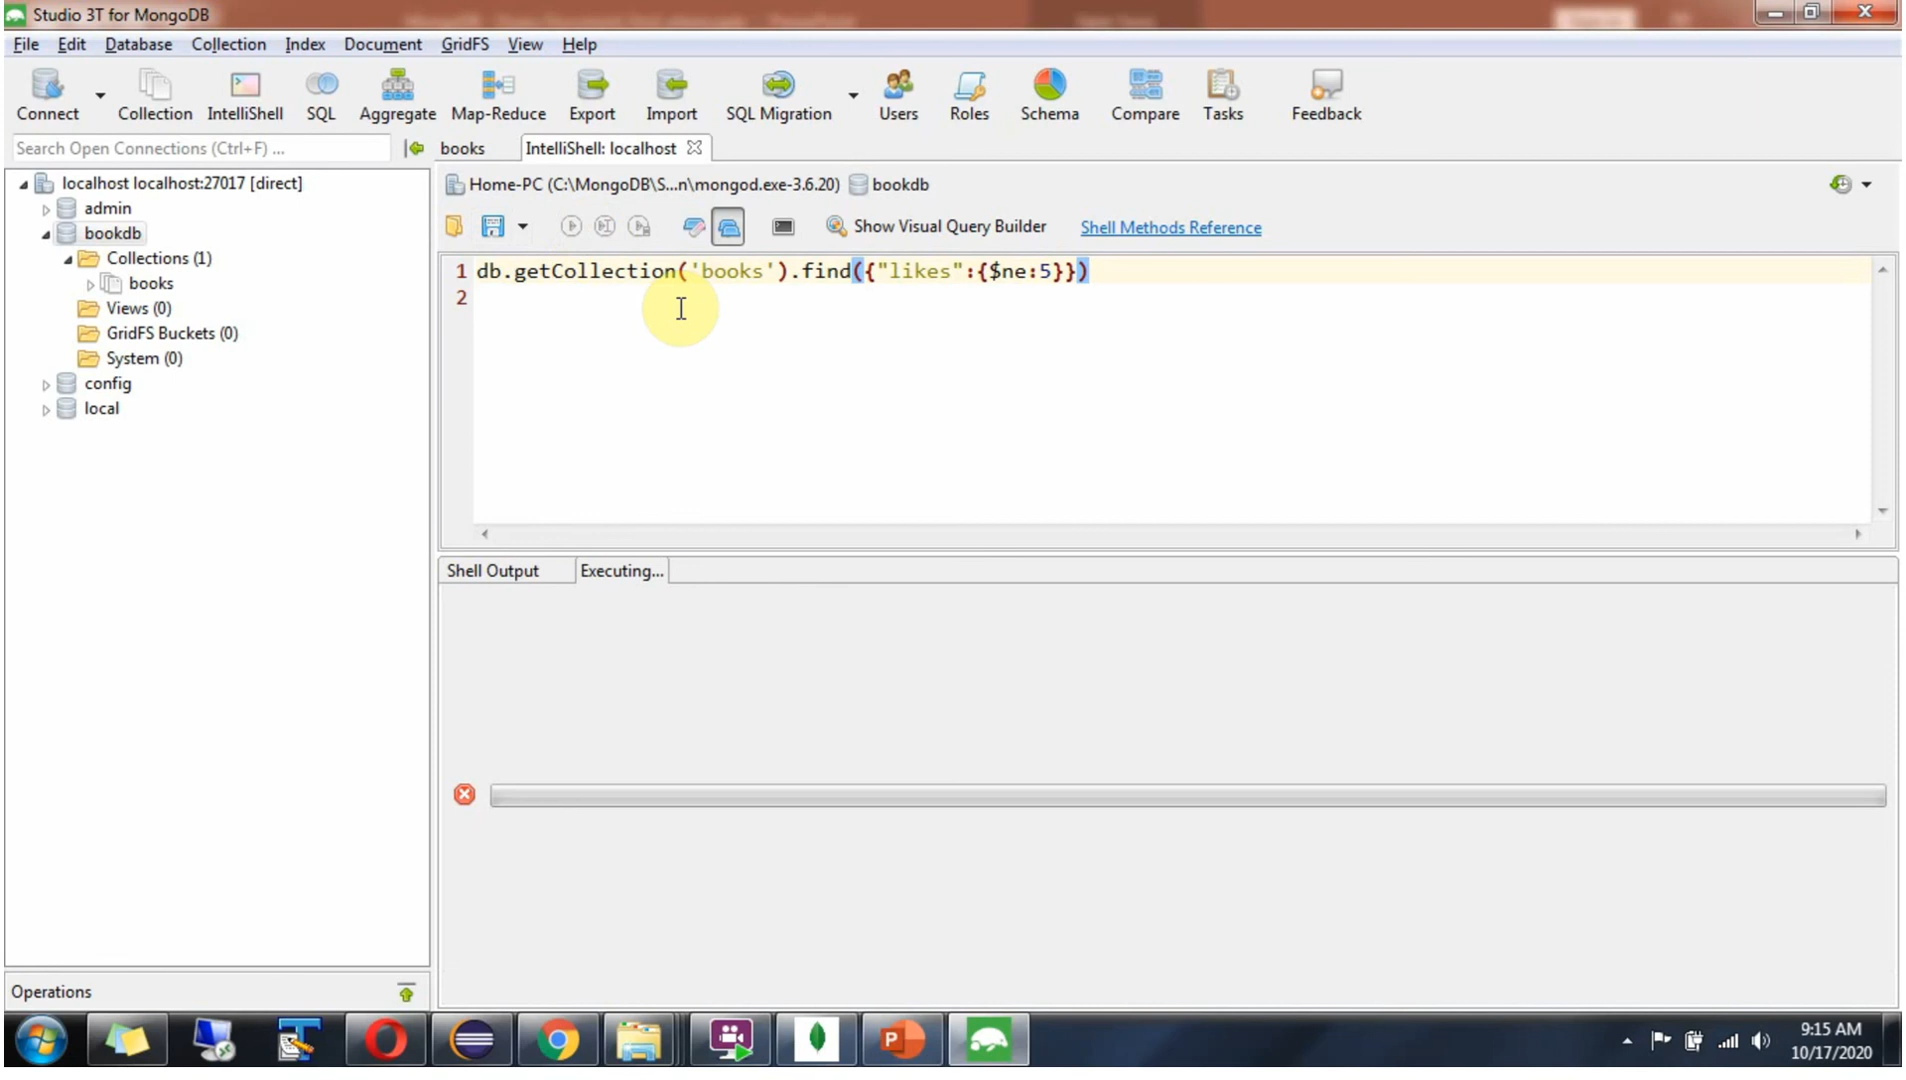 Studio 3T for MongoDB
File Edit Database Collection Index Document GridFS View Help
Connect Collection IntelliShell SQL Aggregate Map-Reduce Export Import SQL Migration Users Roles Schema Compare Tasks Feedback
Search Open Connections (Ctrl+F) ...
books
IntelliShell: localhost
localhost localhost:27017 [direct]
admin
bookdb
Collections (1)
books
Views (0)
GridFS Buckets (0)
System (0)
config
local
Home-PC (C:\MongoDB\S...n\mongod.exe-3.6.20) bookdb
Show Visual Query Builder Shell Methods Reference
1 db.getCollection('books').find({"likes":{$ne:5}})
2
Shell Output Executing...
Operations
9:15 AM
10/17/2020